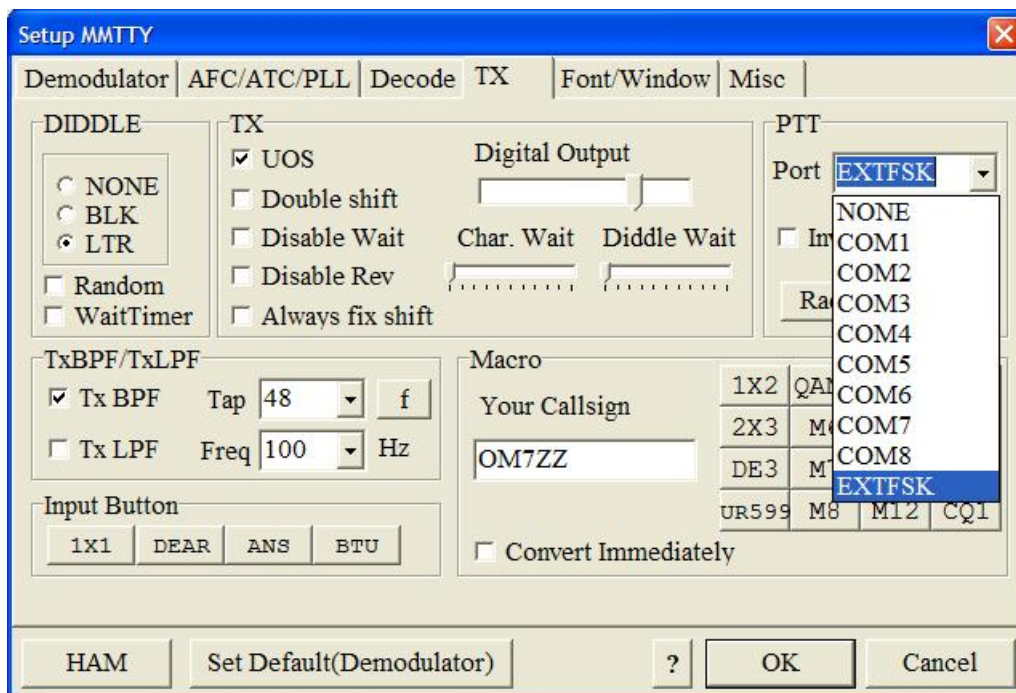 Setup MMTTY
Demodulator AFC/ATC/PLL Decode TX Font/Window Misc
DIDDLE
NONE
BLK
LTR
Random
WaitTimer
TX
UOS
Double shift
Disable Wait
Disable Rev
Always fix shift
Digital Output
Char. Wait Diddle Wait
PTT
Port EXTFSK
NONE
COM1
COM2
COM3
COM4
COM5
COM6
COM7
COM8
EXTFSK
TxBPF/TxLPF
Tx BPF Tap 48 f
Tx LPF Freq 100 Hz
Input Button
1X1 DEAR ANS BTU
Macro
Your Callsign
OM7ZZ
1X2
2X3
DE3
UR599 M8 M12 CQ1
Convert Immediately
HAM Set Default(Demodulator) ? OK Cancel